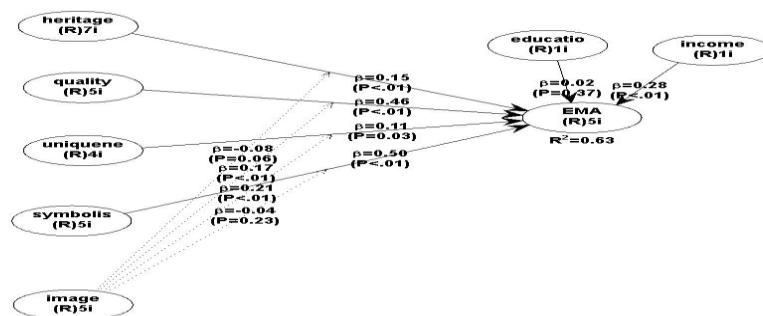 heritage
(R)7i
educatio
(R)1i
income
(R)1i
quality
(R)5i
β=0.15
(P<.01)
β=0.02
(P=0.37)
β=0.28
(P<.01)
β=0.46
(P<.01)
EMA
(R)5i
R²=0.63
uniquene
(R)4i
β=0.11
(P=0.03)
β=-0.08
(P=0.06)
β=0.50
(P<.01)
β=0.17
(P<.01)
β=0.21
(P<.01)
symbolis
(R)5i
β=-0.04
(P=0.23)
image
(R)5i